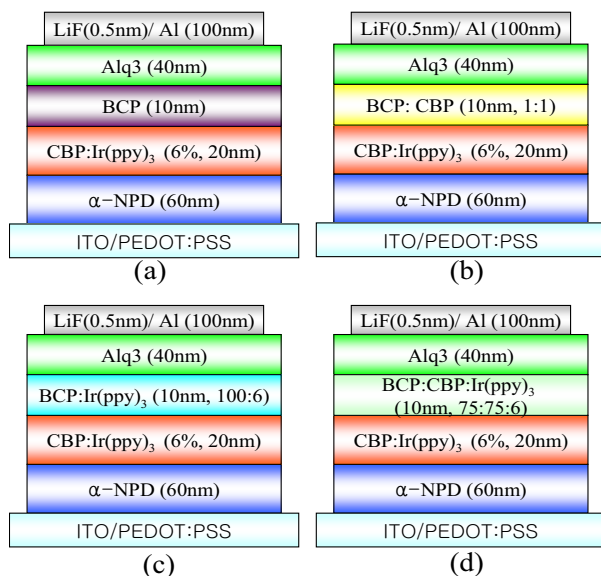 LiF(0.5nm)/ Al (100nm)
Alq3 (40nm)
BCP (10nm)
CBP:Ir(ppy)₃ (6%, 20nm)
α−NPD (60nm)
ITO/PEDOT:PSS
(a)
LiF(0.5nm)/ Al (100nm)
Alq3 (40nm)
BCP: CBP (10nm, 1:1)
CBP:Ir(ppy)₃ (6%, 20nm)
α−NPD (60nm)
ITO/PEDOT:PSS
(b)
LiF(0.5nm)/ Al (100nm)
Alq3 (40nm)
BCP:Ir(ppy)₃ (10nm, 100:6)
CBP:Ir(ppy)₃ (6%, 20nm)
α−NPD (60nm)
ITO/PEDOT:PSS
(c)
LiF(0.5nm)/ Al (100nm)
Alq3 (40nm)
BCP:CBP:Ir(ppy)₃
(10nm, 75:75:6)
CBP:Ir(ppy)₃ (6%, 20nm)
α−NPD (60nm)
ITO/PEDOT:PSS
(d)